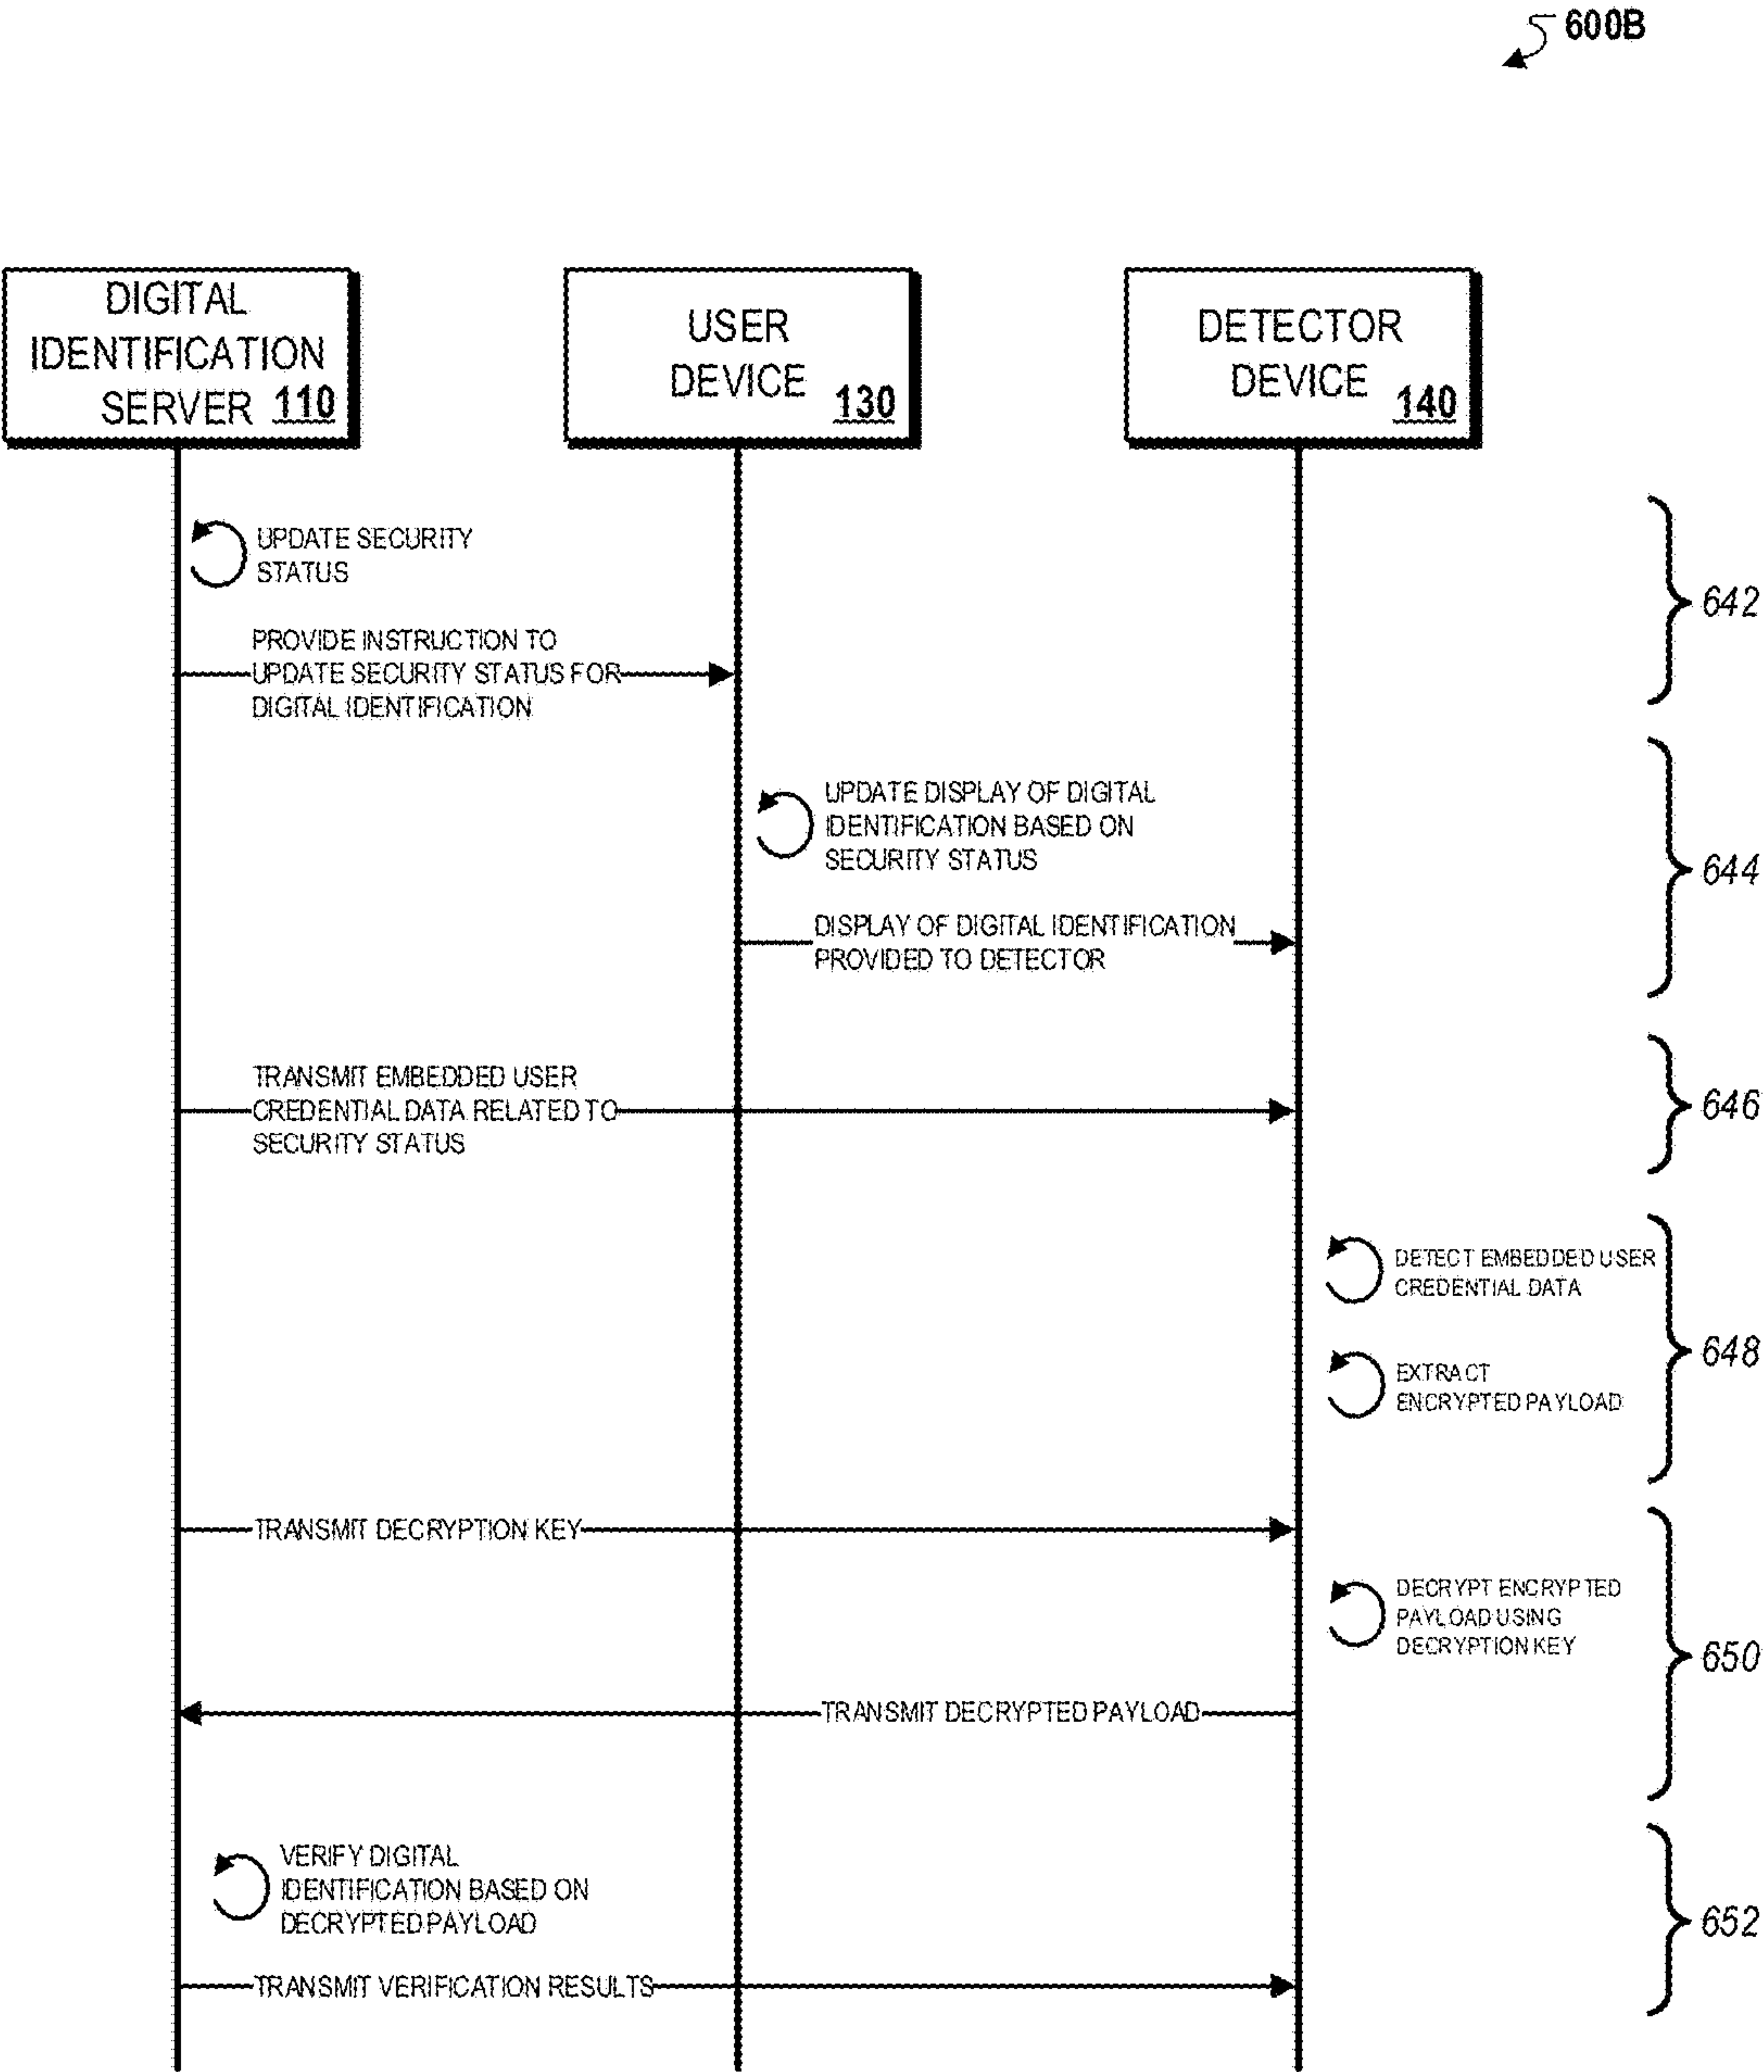 600B
DIGITAL
IDENTIFICATION
SERVER 110
USER
DEVICE 130
DETECTOR
DEVICE 140
UPDATE SECURITY
STATUS
642
PROVIDE INSTRUCTION TO
UPDATE SECURITY STATUS FOR
DIGITAL IDENTIFICATION
UPDATE DISPLAY OF DIGITAL
IDENTIFICATION BASED ON
SECURITY STATUS
644
DISPLAY OF DIGITAL IDENTIFICATION
PROVIDED TO DETECTOR
TRANSMIT EMBEDDED USER
CREDENTIAL DATA RELATED TO
SECURITY STATUS
646
DETECT EMBEDDED USER
CREDENTIAL DATA
648
EXTRACT
ENCRYPTED PAYLOAD
TRANSMIT DECRYPTION KEY
DECRYPT ENCRYPTED
PAYLOAD USING
DECRYPTION KEY
650
TRANSMIT DECRYPTED PAYLOAD
VERIFY DIGITAL
IDENTIFICATION BASED ON
DECRYPTED PAYLOAD
652
TRANSMIT VERIFICATION RESULTS